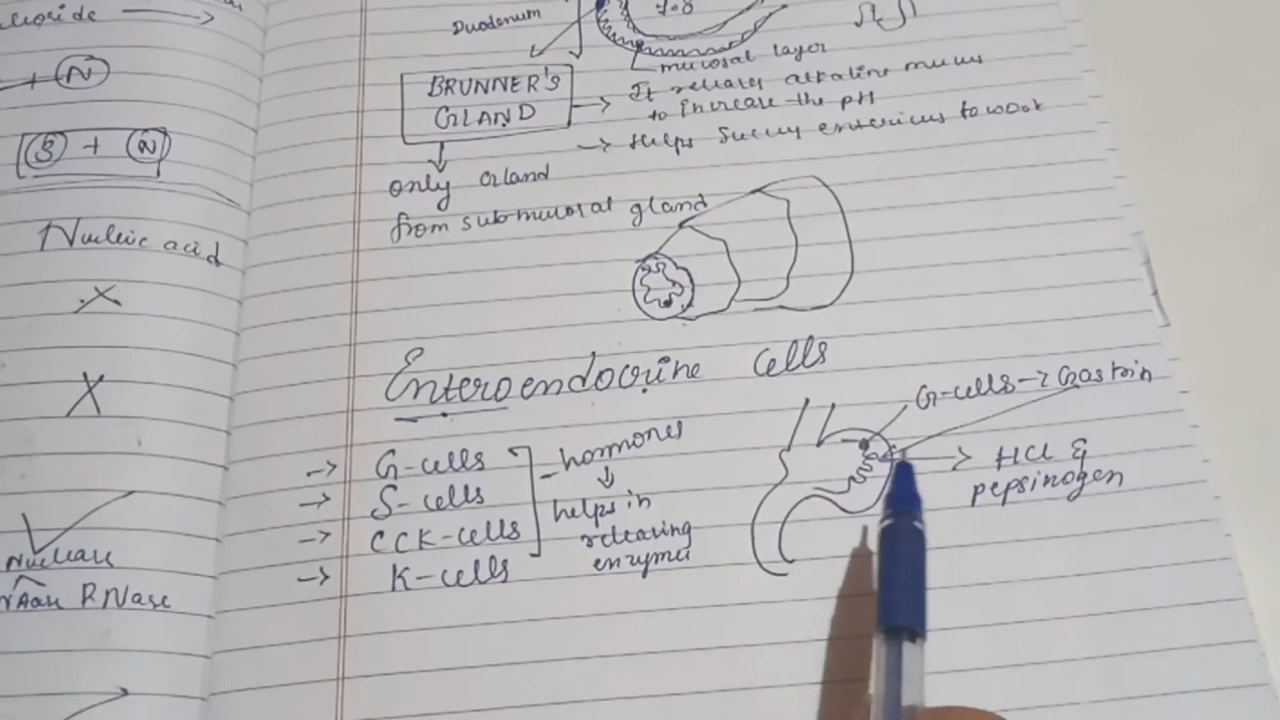 + (N)
(S) + (N)
Nucleic acid
X
X
RNase
Duodenum
7.8
mucosal layer
BRUNNER'S
GLAND
→ It releases alkaline mucus
to increase the pH
→ Helps Succus entericus to work
only Gland
from submucosal gland
Enteroendocrine Cells
→ G-cells
→ S-cells
→ CCK-cells
→ K-cells
hormones
↓
helps in
releasing
enzymes
G-cells → Gastrin
→ HCl &
pepsinogen